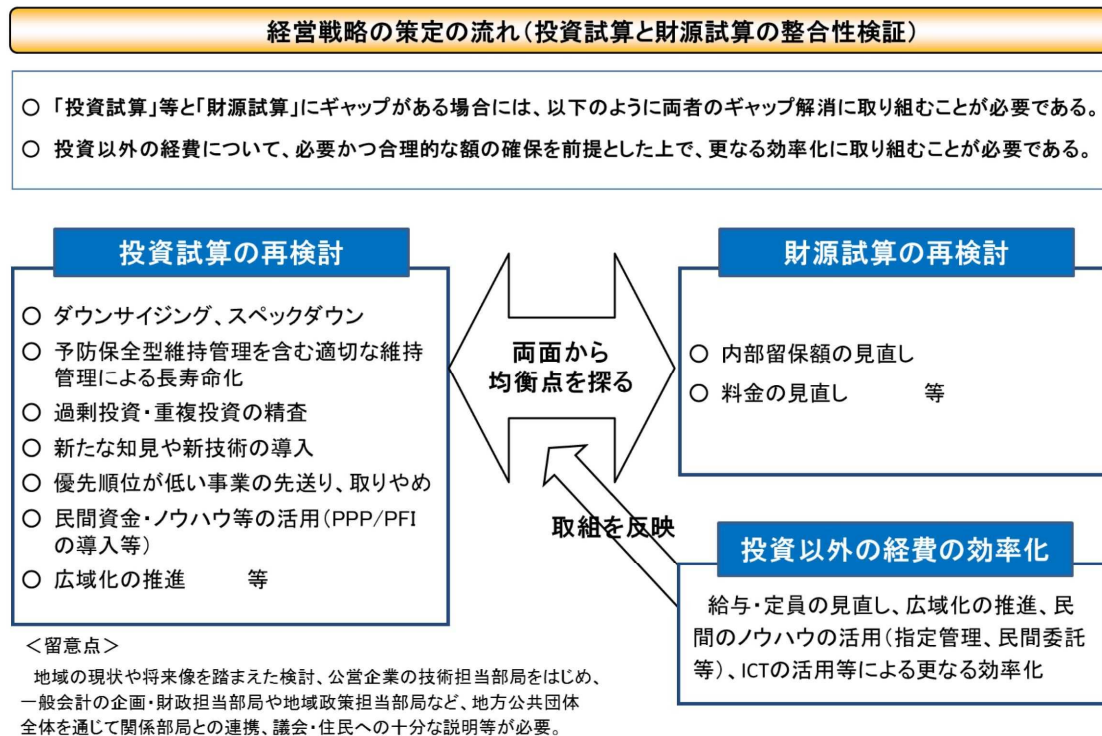 経営戦略の策定の流れ(投資試算と財源試算の整合性検証)
○ 「投資試算」等と「財源試算」にギャップがある場合には、以下のように両者のギャップ解消に取り組むことが必要である。
○ 投資以外の経費について、必要かつ合理的な額の確保を前提とした上で、更なる効率化に取り組むことが必要である。
投資試算の再検討
○ ダウンサイジング、スペックダウン
○ 予防保全型維持管理を含む適切な維持
管理による長寿命化
○ 過剰投資・重複投資の精査
○ 新たな知見や新技術の導入
○ 優先順位が低い事業の先送り、取りやめ
○ 民間資金・ノウハウ等の活用(PPP/PFI
の導入等)
○ 広域化の推進 等
両面から
均衡点を探る
財源試算の再検討
○ 内部留保額の見直し
○ 料金の見直し 等
取組を反映
投資以外の経費の効率化
給与・定員の見直し、広域化の推進、民
間のノウハウの活用(指定管理、民間委託
等)、ICTの活用等による更なる効率化
<留意点>
地域の現状や将来像を踏まえた検討、公営企業の技術担当部局をはじめ、
一般会計の企画・財政担当部局や地域政策担当部局など、地方公共団体
全体を通じて関係部局との連携、議会・住民への十分な説明等が必要。